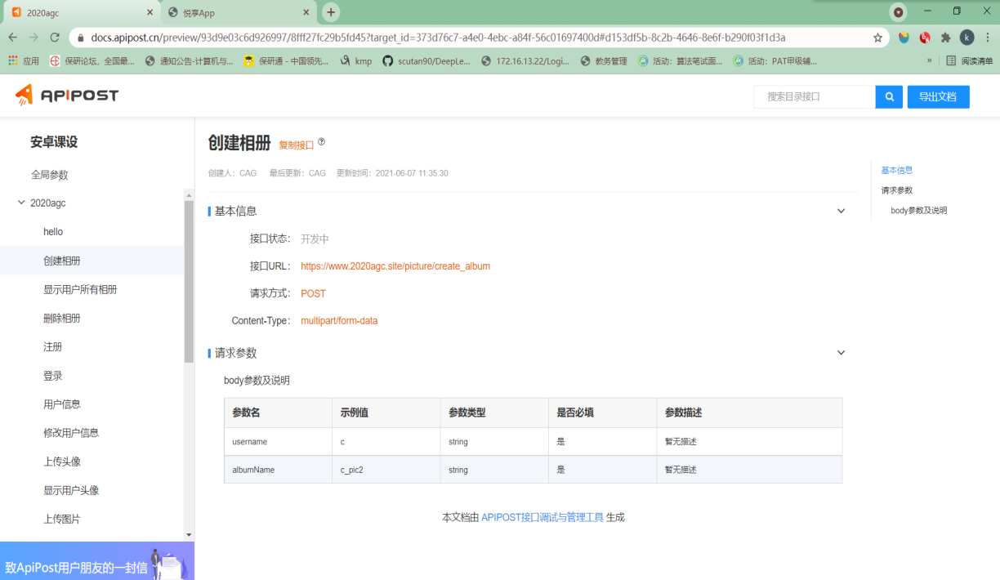 2020agc
悦享App
docs.apipost.cn/preview/93d9e03c6d926997/8fff27fc29b5fd45?target_id=373d76c7-a4e0-4ebc-a84f-56c01697400d#d153df5b-8c2b-4646-8e6f-b290f03f1d3a
k
应用 保研论坛，全国最... 通知公告-计算机与... 保研通 - 中国领先... kmp scutan90/DeepLe... 172.16.13.22/Logi... 教务管理 活动：算法笔试面... 活动：PAT甲级辅... » 阅读清单
APIPOST
搜索目录接口
导出文档
安卓课设
全局参数
2020agc
hello
创建相册
显示用户所有相册
删除相册
注册
登录
用户信息
修改用户信息
上传头像
显示用户头像
上传图片
致ApiPost用户朋友的一封信
创建相册 复制接口 ?
创建人：CAG 最后更新：CAG 更新时间：2021-06-07 11:35:30
基本信息
接口状态： 开发中
接口URL： https://www.2020agc.site/picture/create_album
请求方式： POST
Content-Type： multipart/form-data
请求参数
body参数及说明
参数名 示例值 参数类型 是否必填 参数描述
username c string 是 暂无描述
albumName c_pic2 string 是 暂无描述
本文档由 APIPOST接口调试与管理工具 生成
基本信息
请求参数
body参数及说明